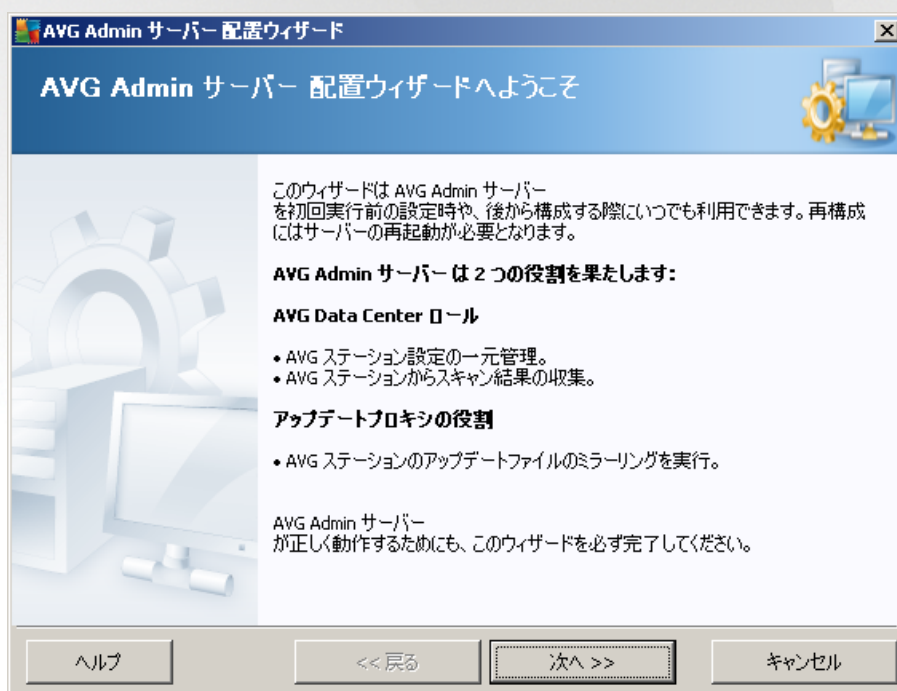 AVG Admin サーバー 配置ウィザード
AVG Admin サーバー 配置ウィザードへようこそ
このウィザードは AVG Admin サーバー
を初回実行前の設定時や、後から構成する際にいつでも利用できます。再構成
にはサーバーの再起動が必要となります。
AVG Admin サーバー は 2 つの役割を果たします:
AVG Data Center ロール
• AVG ステーション設定の一元管理。
• AVG ステーションからスキャン結果の収集。
アップデートプロキシの役割
• AVG ステーションのアップデートファイルのミラーリングを実行。
AVG Admin サーバー
が正しく動作するためにも、このウィザードを必ず完了してください。
ヘルプ
<< 戻る
次へ >>
キャンセル